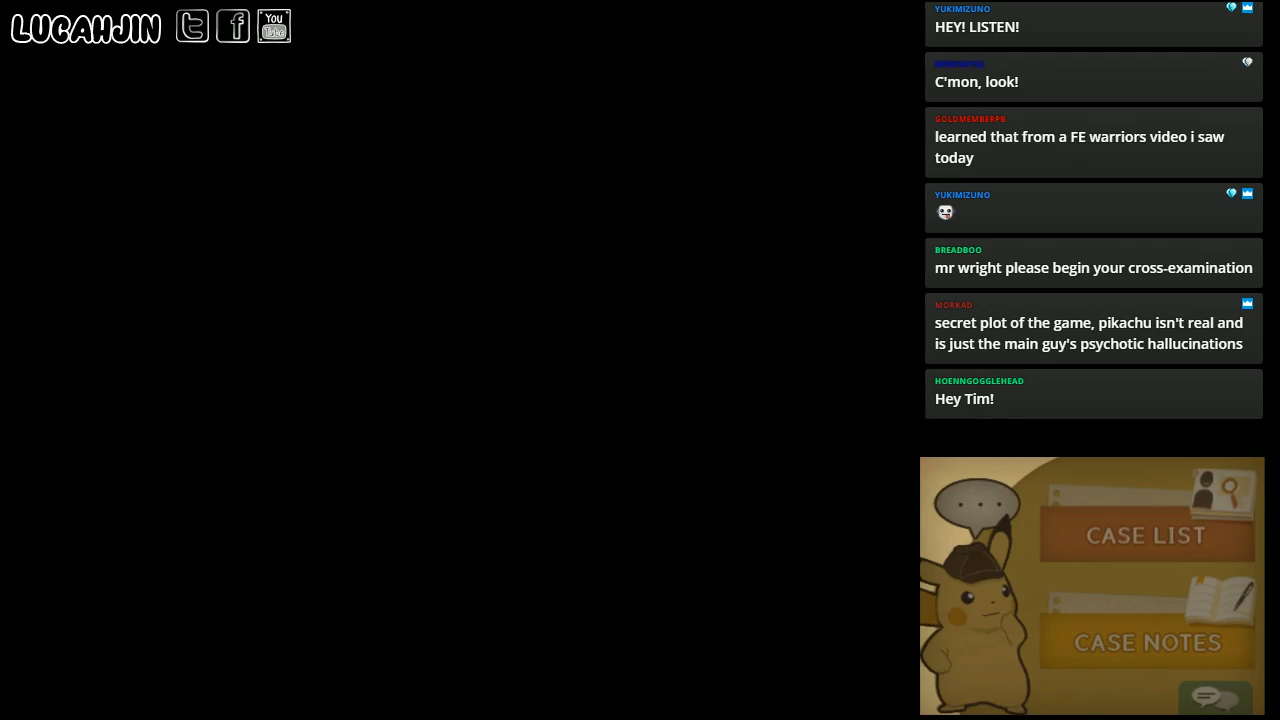 LUCAHJIN
You
Tube
YUKIMIZUNO
HEY! LISTEN!
C'mon, look!
GOLDMEMBERPB
learned that from a FE warriors video i saw
today
YUKIMIZUNO
BREADBOO
mr wright please begin your cross-examination
MORKAD
secret plot of the game, pikachu isn't real and
is just the main guy's psychotic hallucinations
HOENNGOGGLEHEAD
Hey Tim!
. . .
CASE LIST
CASE NOTES